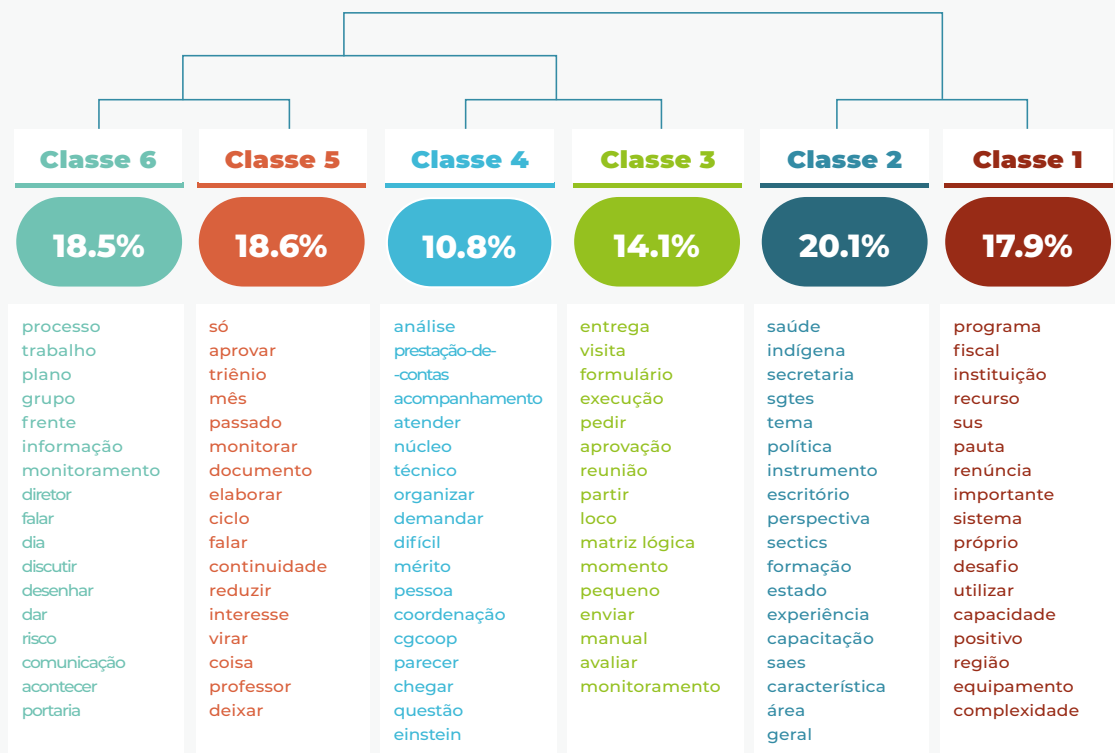 Classe 6
18.5%
processo
trabalho
plano
grupo
frente
informação
monitoramento
diretor
falar
dia
discutir
desenhar
dar
risco
comunicação
acontecer
portaria
Classe 5
18.6%
só
aprovar
triênio
mês
passado
monitorar
documento
elaborar
ciclo
falar
continuidade
reduzir
interesse
virar
coisa
professor
deixar
Classe 4
10.8%
análise
prestação-de-
-contas
acompanhamento
atender
núcleo
técnico
organizar
demandar
difícil
mérito
pessoa
coordenação
cgcoop
parecer
chegar
questão
einstein
Classe 3
14.1%
entrega
visita
formulário
execução
pedir
aprovação
reunião
partir
loco
matriz lógica
momento
pequeno
enviar
manual
avaliar
monitoramento
Classe 2
20.1%
saúde
indígena
secretaria
sgtes
tema
política
instrumento
escritório
perspectiva
sectics
formação
estado
experiência
capacitação
saes
característica
área
geral
Classe 1
17.9%
programa
fiscal
instituição
recurso
sus
pauta
renúncia
importante
sistema
próprio
desafio
utilizar
capacidade
positivo
região
equipamento
complexidade